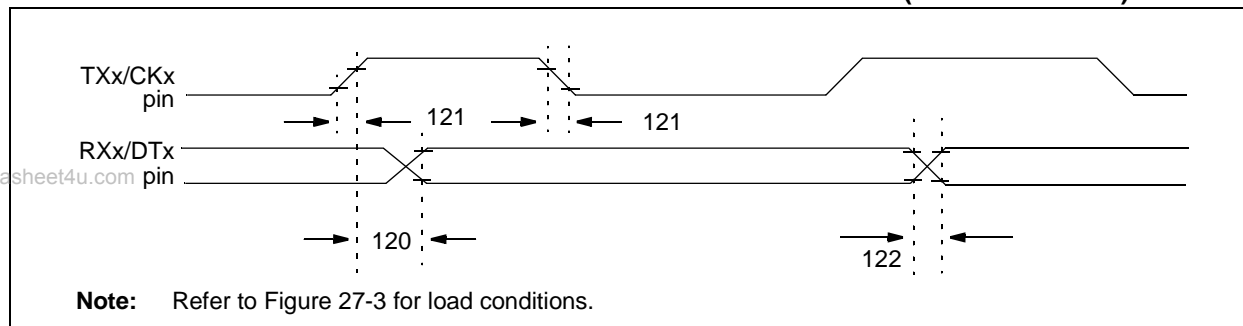 TXx/CKx
pin
121
121
RXx/DTx
asheet4u.com pin
120
122
Note: Refer to Figure 27-3 for load conditions.